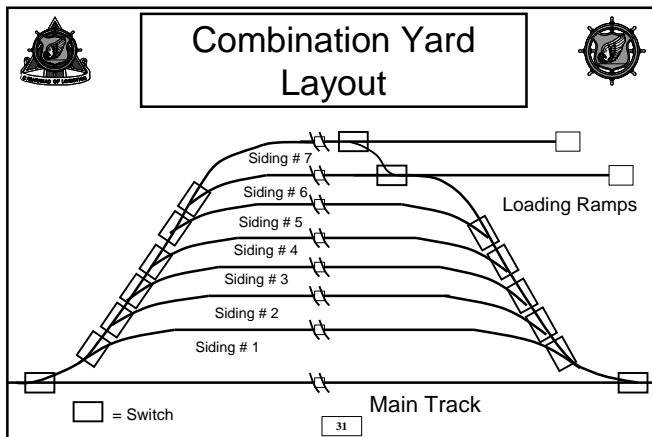 Combination Yard
Layout
Siding # 7
Siding # 6
Loading Ramps
Siding # 5
Siding # 4
Siding # 3
Siding # 2
Siding # 1
Main Track
= Switch
31